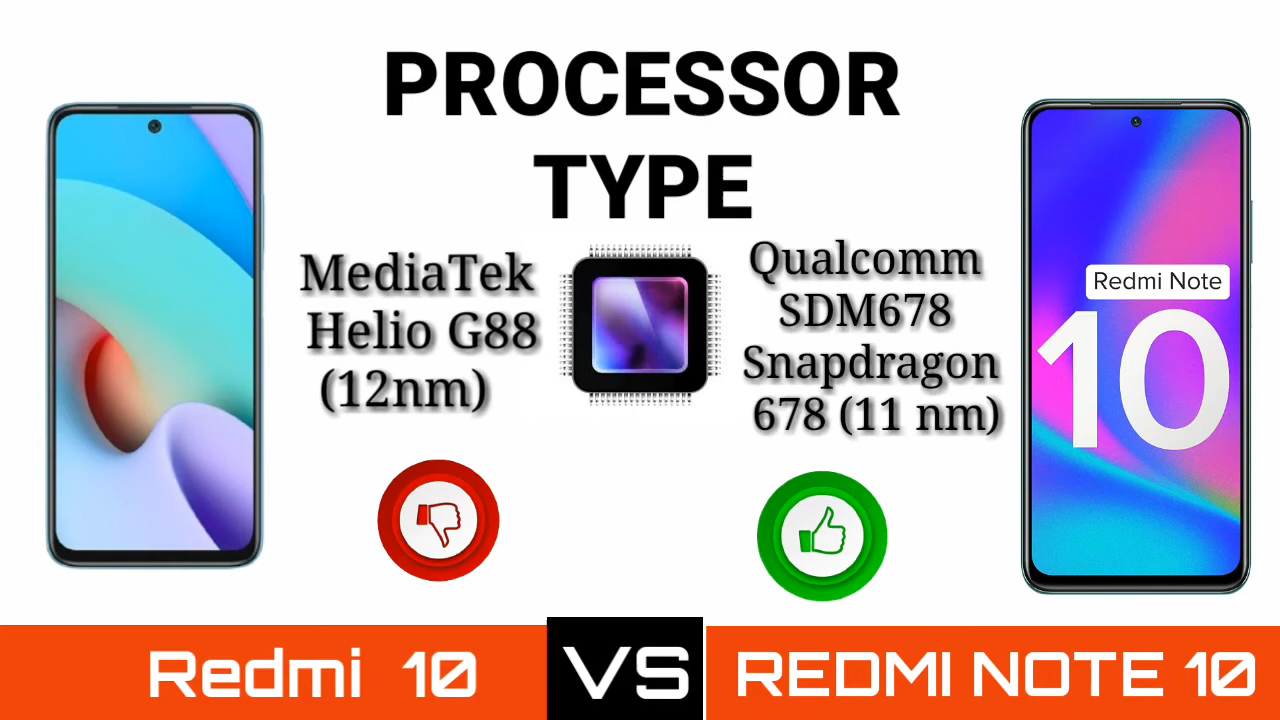 PROCESSOR
TYPE
MediaTek
Helio G88
(12nm)
Qualcomm
SDM678
Snapdragon
678 (11 nm)
Redmi Note
10
Redmi 10
VS
REDMI NOTE 10